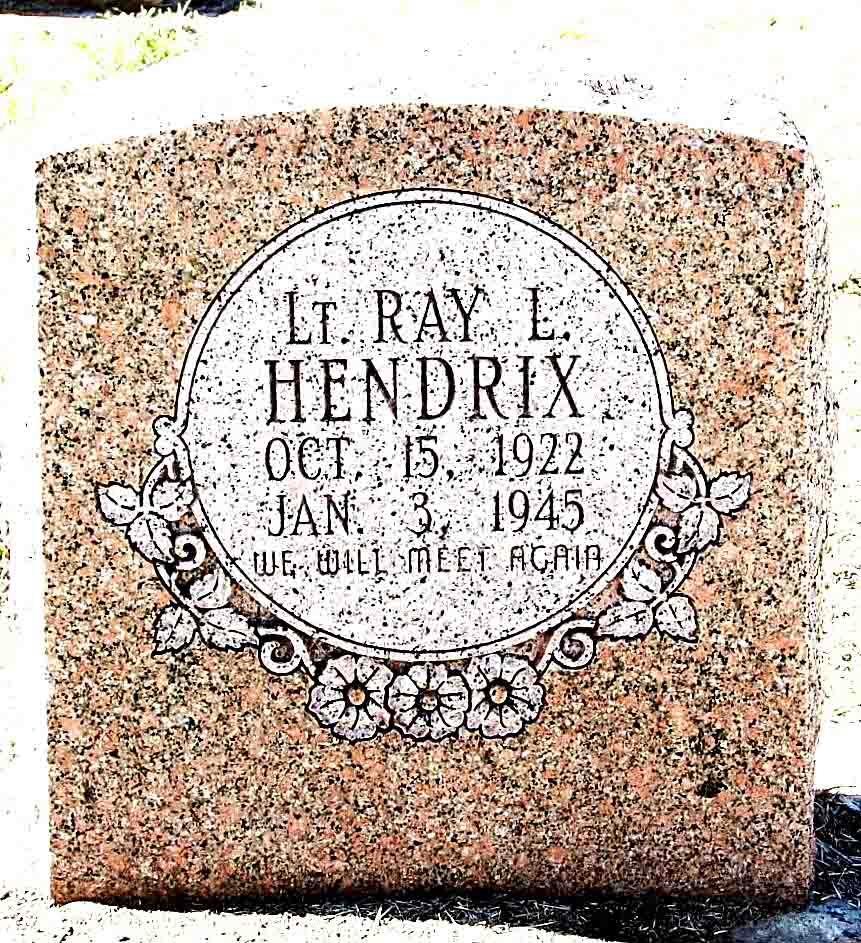 LT. RAY L.
HENDRIX
OCT. 15, 1922
JAN. 3, 1945
WE WILL MEET AGAIN